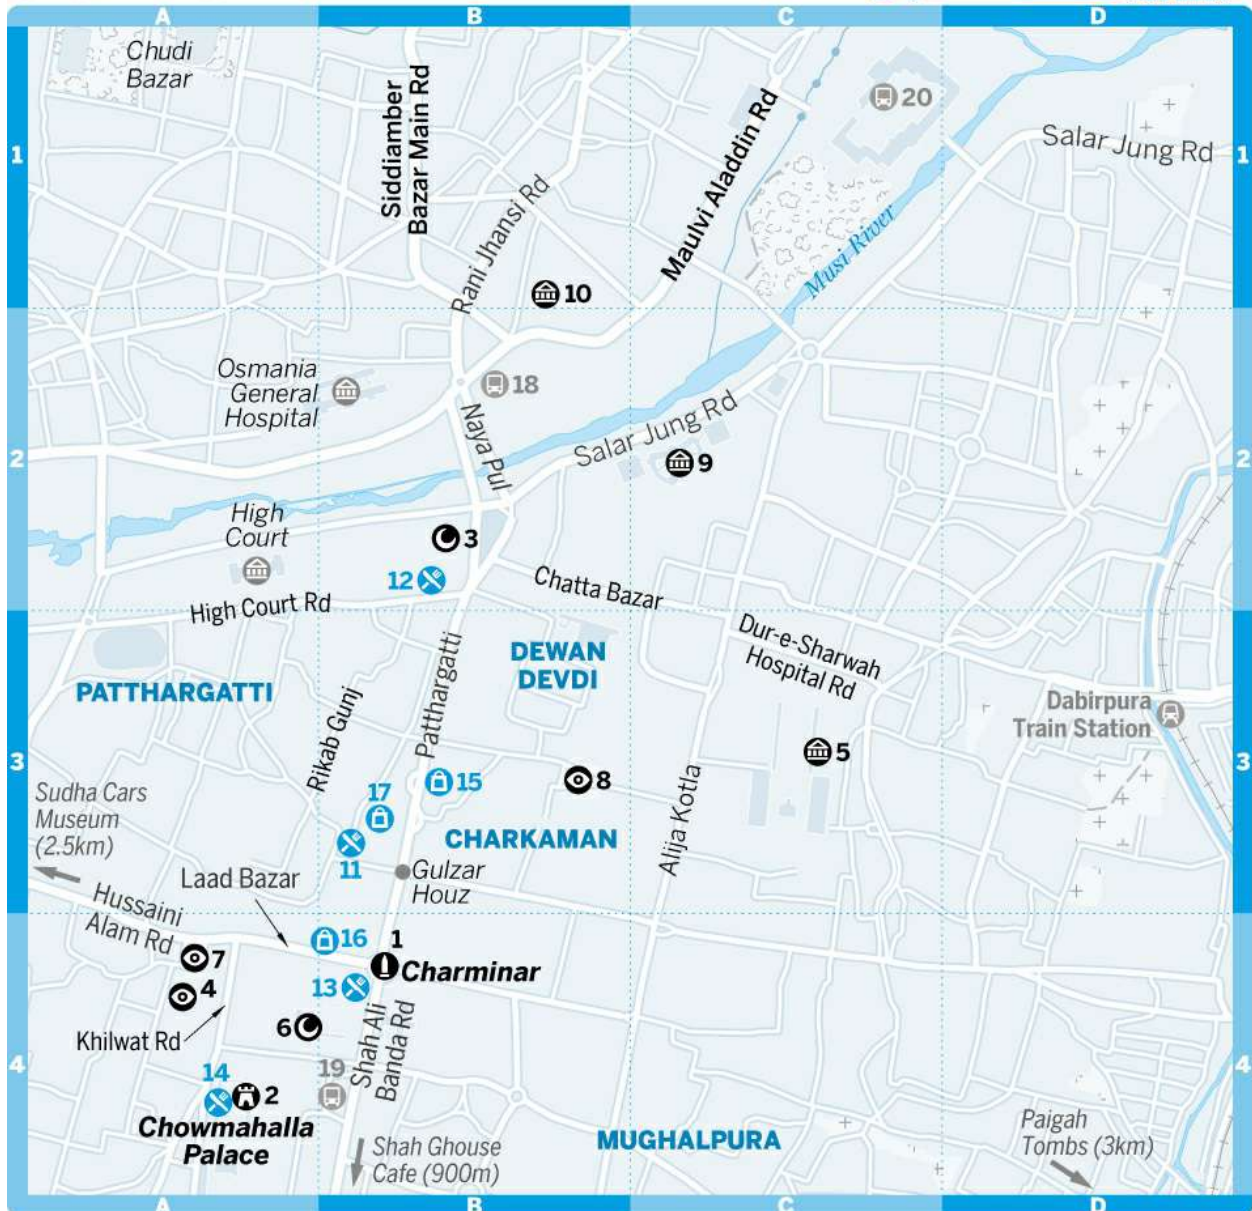 A
B
C
D
Chudi
Bazar
Siddiamber
Bazar Main Rd
Rani Jhansi Rd
Maulvi Aladdin Rd
20
Salar Jung Rd
1
1
Musi River
10
Osmania
General
Hospital
18
Naya Pul
Salar Jung Rd
9
2
2
High
Court
3
12
High Court Rd
Chatta Bazar
Dur-e-Sharwah
Hospital Rd
DEWAN
DEVDI
PATTHARGATTI
Patthargatti
Rikab Gunj
Dabirpura
Train Station
5
3
3
15
8
17
11
Sudha Cars
Museum
(2.5km)
CHARKAMAN
Alija Kotla
Gulzar
Houz
Laad Bazar
Hussaini
Alam Rd
16
1
Charminar
7
4
13
6
Khilwat Rd
Shah Ali
Banda Rd
4
4
14
2
19
Chowmahalla
Palace
Shah Ghouse
Cafe (900m)
MUGHALPURA
Paigah
Tombs (3km)
A
B
C
D